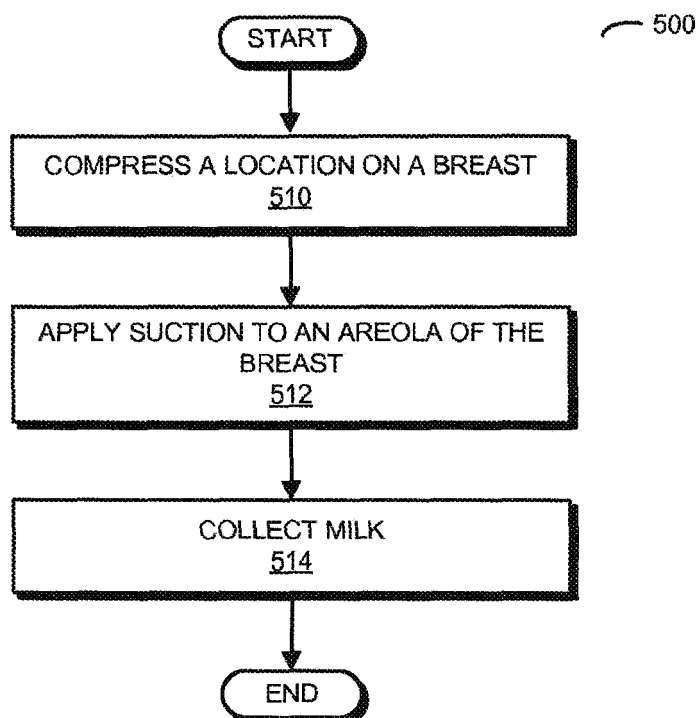 START
500
COMPRESS A LOCATION ON A BREAST
510
APPLY SUCTION TO AN AREOLA OF THE
BREAST
512
COLLECT MILK
514
END